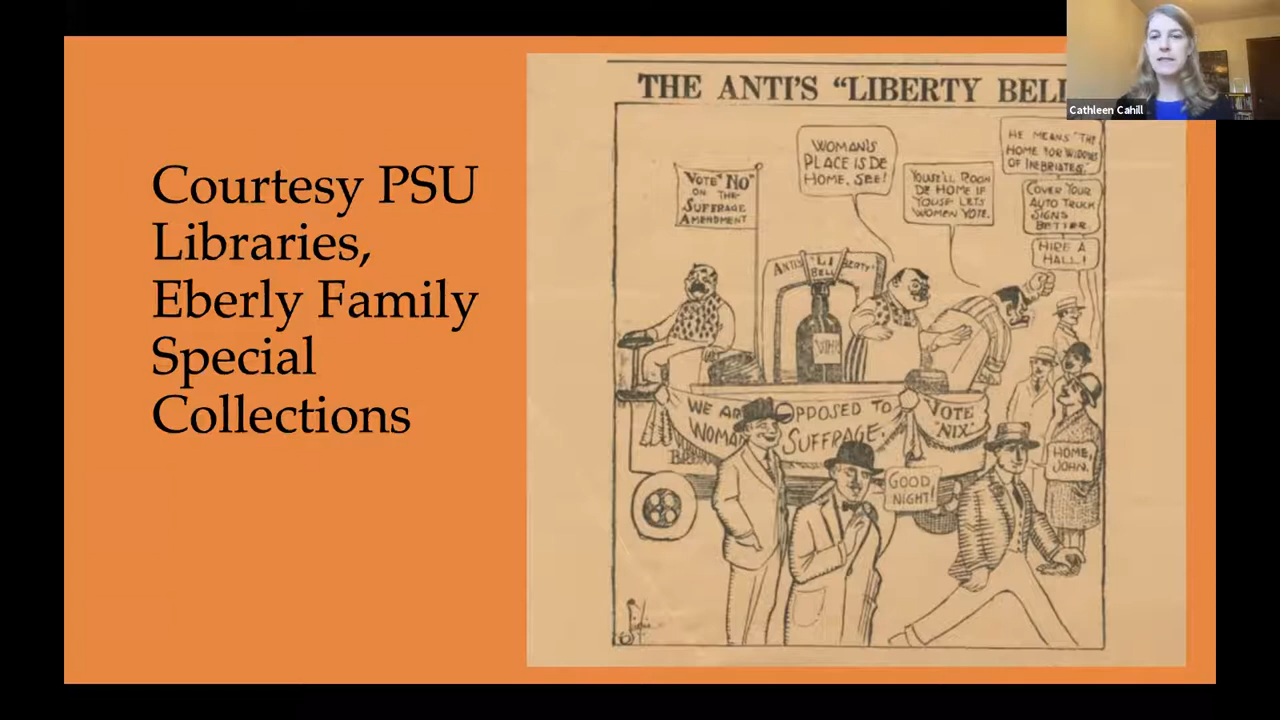 Cathleen Cahill
Courtesy PSU
Libraries,
Eberly Family
Special
Collections
THE ANTI'S "LIBERTY BELL
VOTE "NO"
ON THE
SUFFRAGE
AMENDMENT
WOMAN'S
PLACE IS DE
HOME, SEE!
YOUSE'LL ROON
DE HOME IF
YOUSE LETS
WOMEN VOTE.
HE MEANS "THE
HOME FOR WIDOWS
OF INEBRIATES."
COVER YOUR
AUTO TRUCK
SIGNS
BETTER.
HIRE A
HALL!
ANTI'S "LIBERTY"
BELL
WE ARE OPPOSED TO
WOMAN SUFFRAGE.
VOTE
"NIX"
GOOD
NIGHT!
HOME,
JOHN.